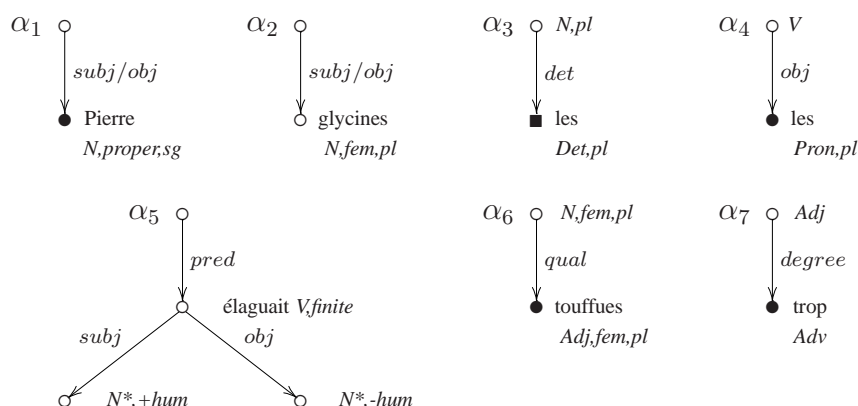 α1 α2 α3 N,pl α4 V
subj/obj subj/obj det obj
Pierre glycines les les
N,proper,sg N,fem,pl Det,pl Pron,pl
α5 α6 N,fem,pl α7 Adj
pred qual degree
élaguait V,finite touffues trop
subj obj Adj,fem,pl Adv
N*,+hum N*,-hum